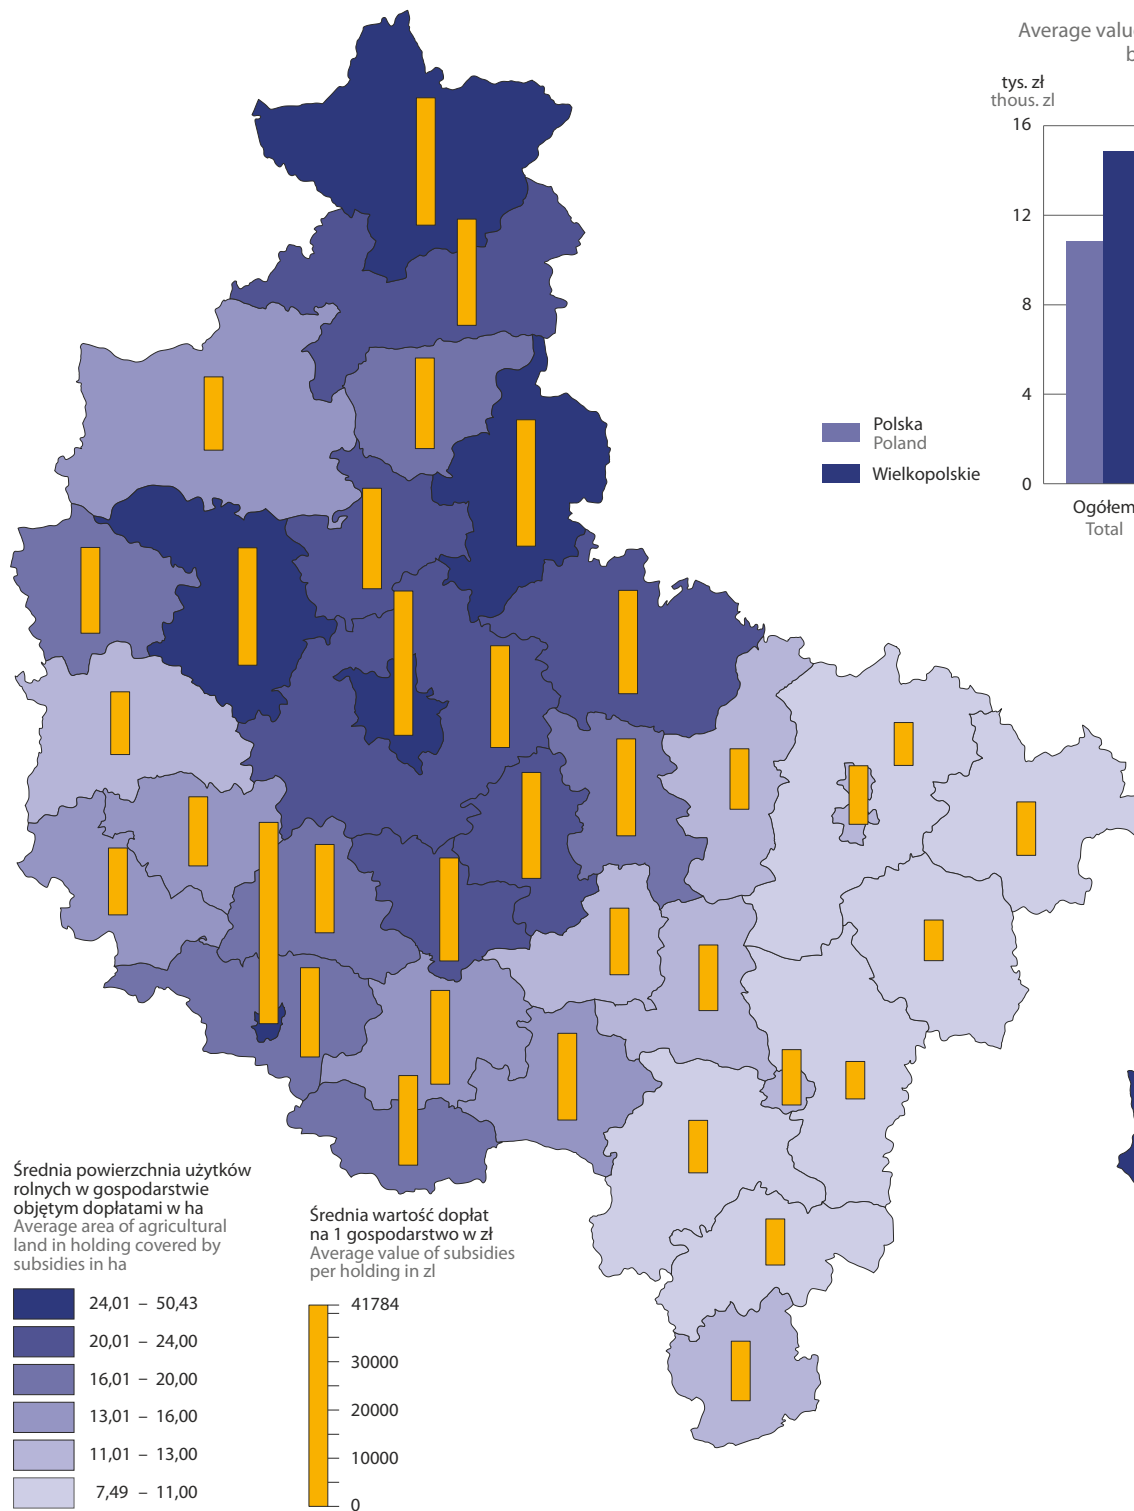 Average value
b
tys. zł
thous. zl
16
12
8
4
0
Polska
Poland
Wielkopolskie
Ogółem
Total
Średnia powierzchnia użytków
rolnych w gospodarstwie
objętym dopłatami w ha
Average area of agricultural
land in holding covered by
subsidies in ha
24,01 – 50,43
20,01 – 24,00
16,01 – 20,00
13,01 – 16,00
11,01 – 13,00
7,49 – 11,00
Średnia wartość dopłat
na 1 gospodarstwo w zł
Average value of subsidies
per holding in zl
41784
30000
20000
10000
0